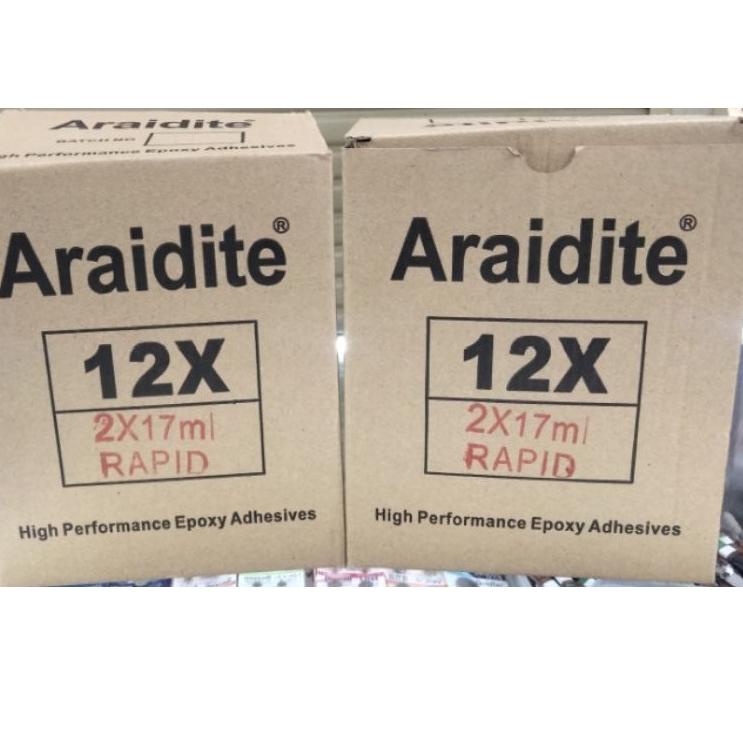 Araidite
BATCH NO
High Performance Epoxy Adhesives
Araidite®
12X
2X17ml
RAPID
High Performance Epoxy Adhesives
Araidite®
12X
2X17ml
RAPID
High Performance Epoxy Adhesives